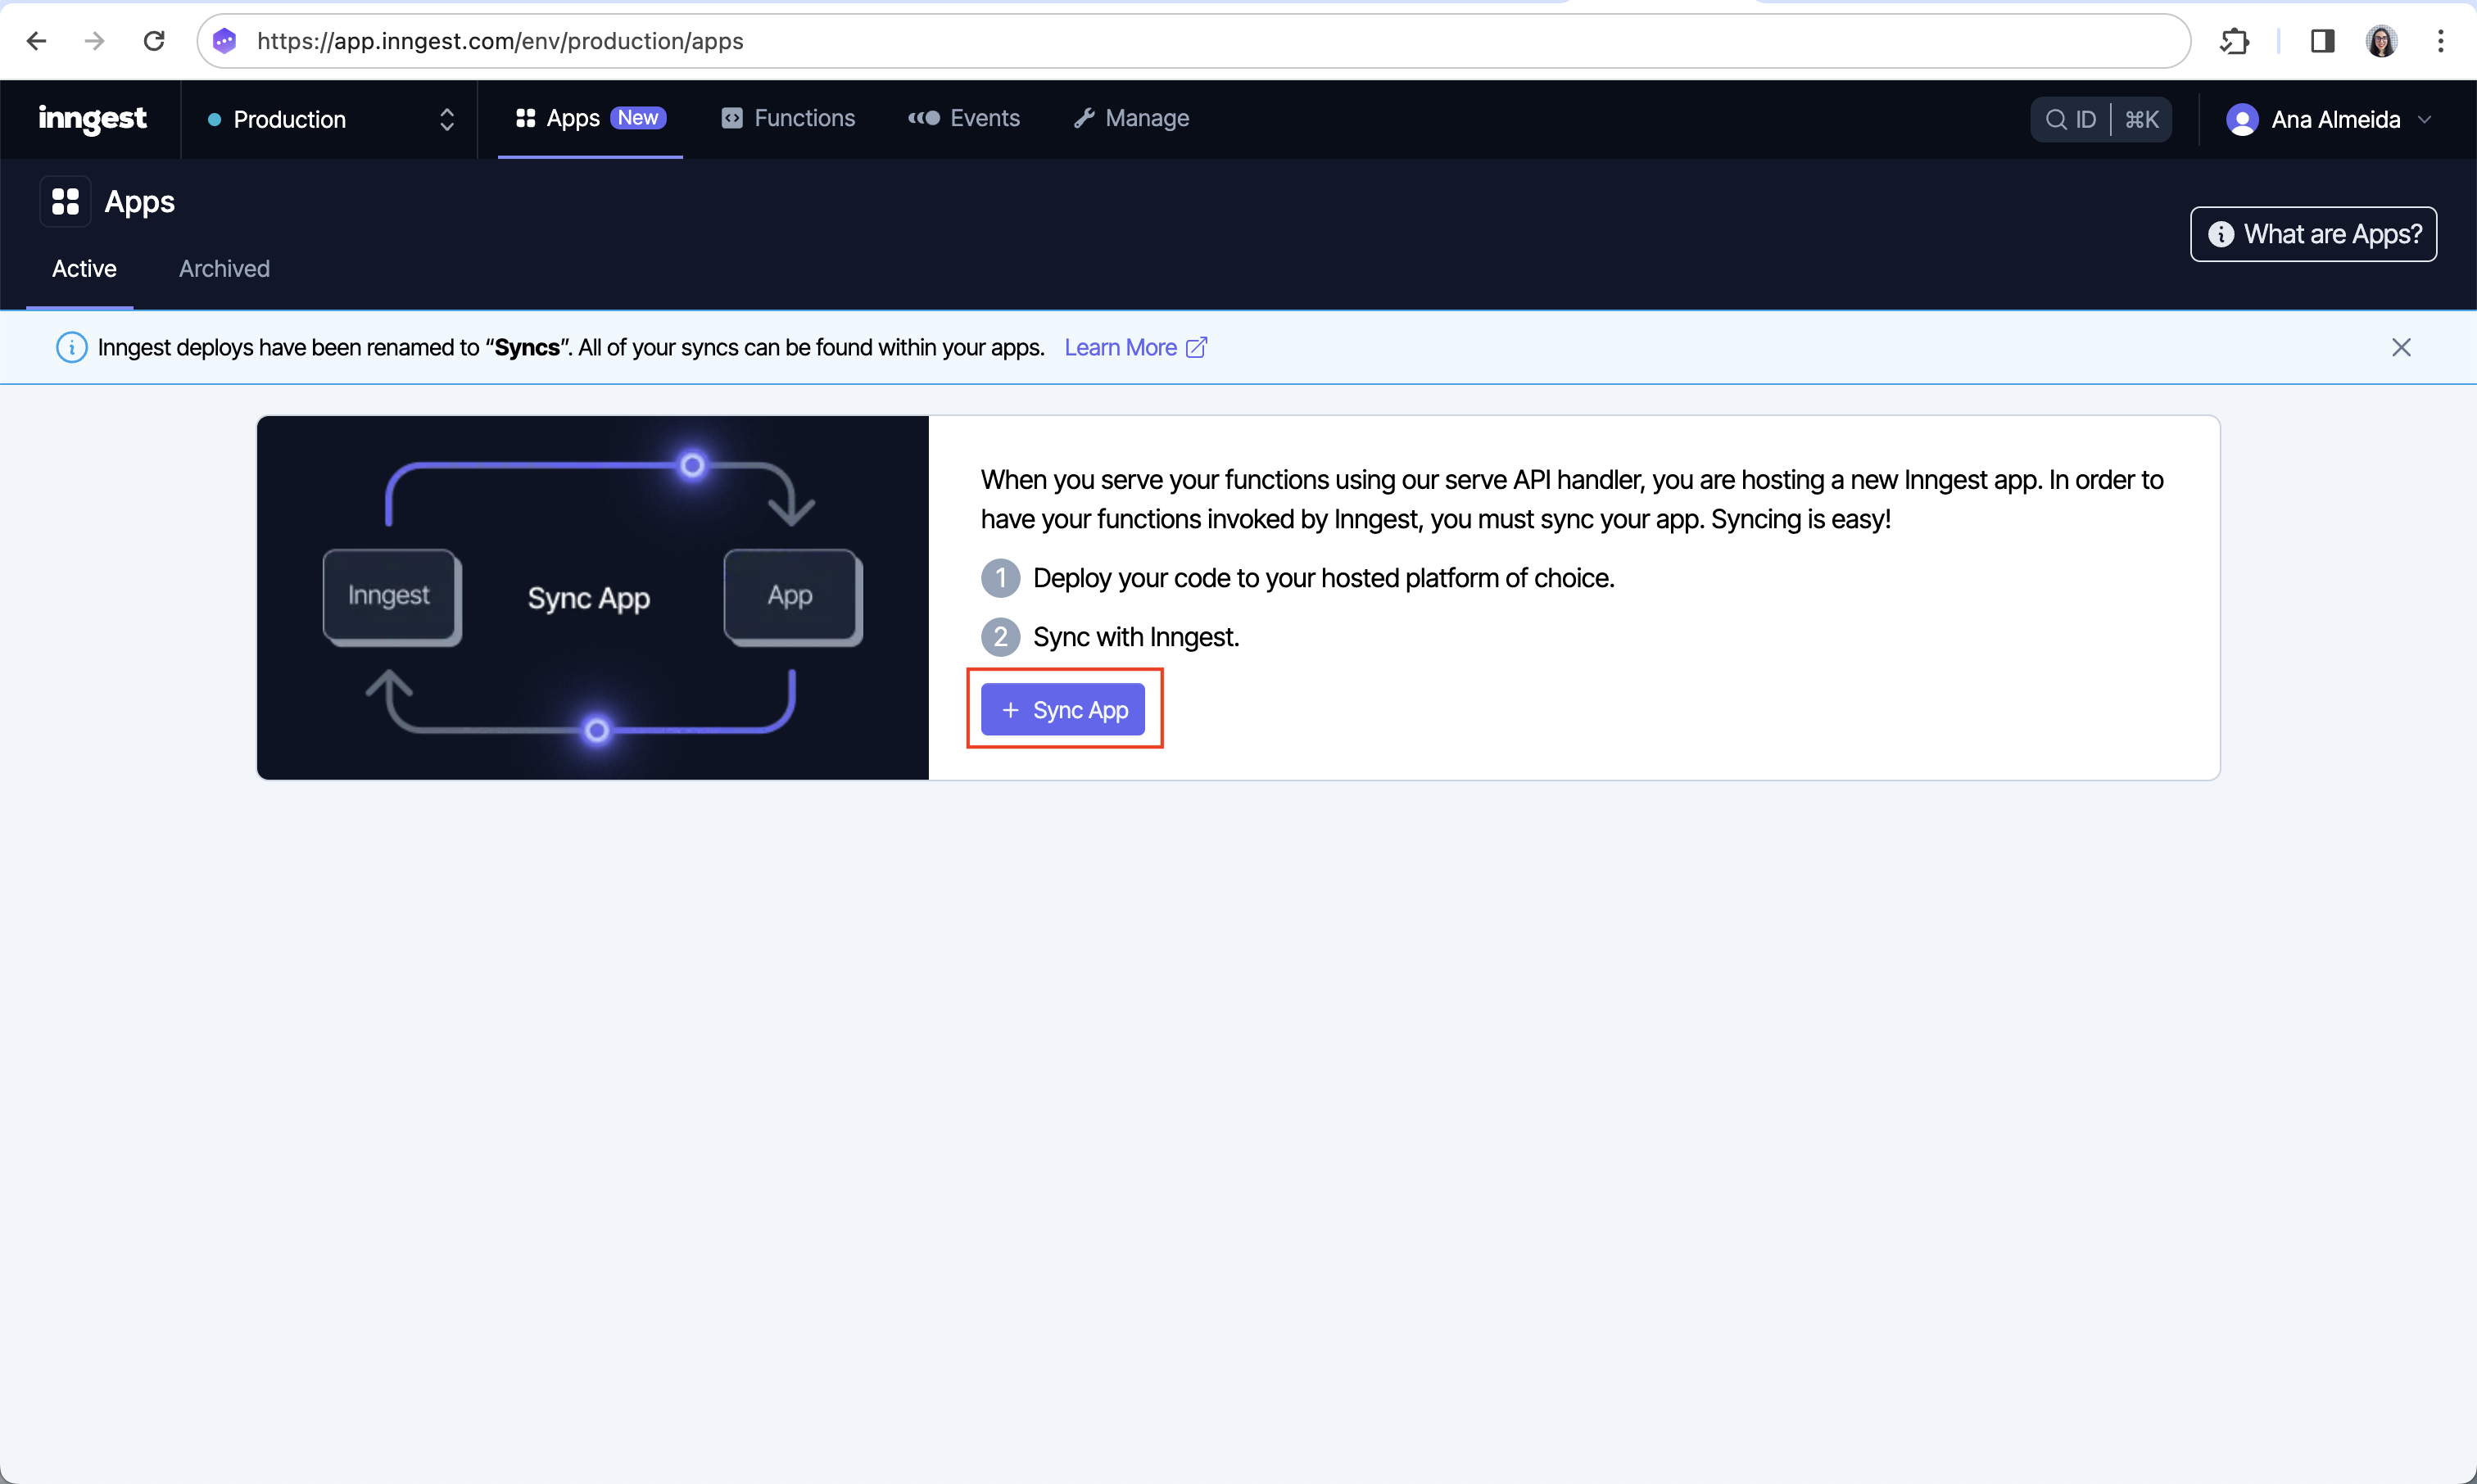 https://app.inngest.com/env/production/apps
inngest
Production
Apps New
Functions
Events
Manage
ID ⌘K
Ana Almeida
Apps
What are Apps?
Active
Archived
Inngest deploys have been renamed to “Syncs”. All of your syncs can be found within your apps. Learn More
Inngest
Sync App
App
When you serve your functions using our serve API handler, you are hosting a new Inngest app. In order to
have your functions invoked by Inngest, you must sync your app. Syncing is easy!
1 Deploy your code to your hosted platform of choice.
2 Sync with Inngest.
+ Sync App